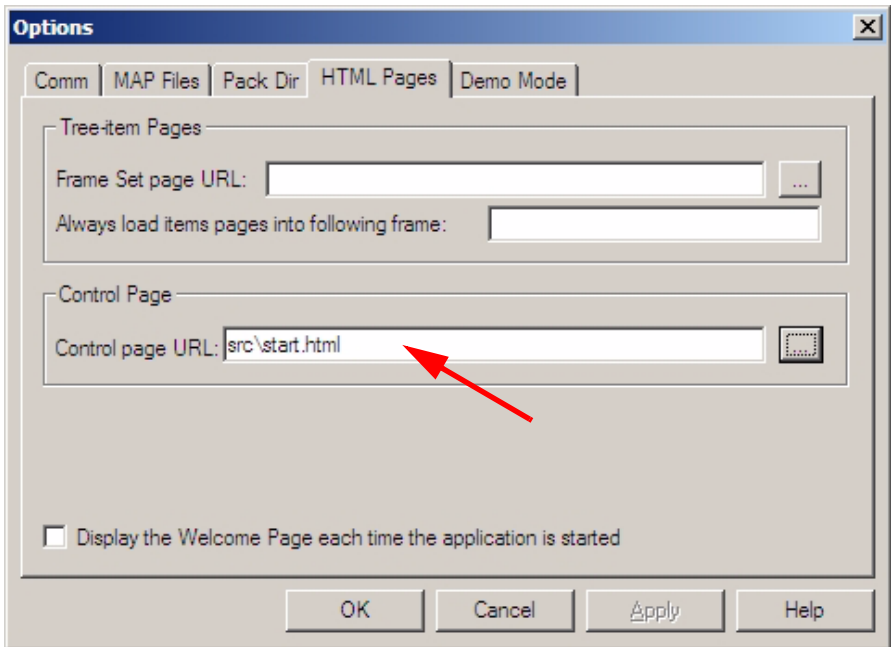 Options
Comm MAP Files Pack Dir HTML Pages Demo Mode
Tree-item Pages
Frame Set page URL: ...
Always load items pages into following frame:
Control Page
Control page URL: src\start.html ...
Display the Welcome Page each time the application is started
OK Cancel Apply Help